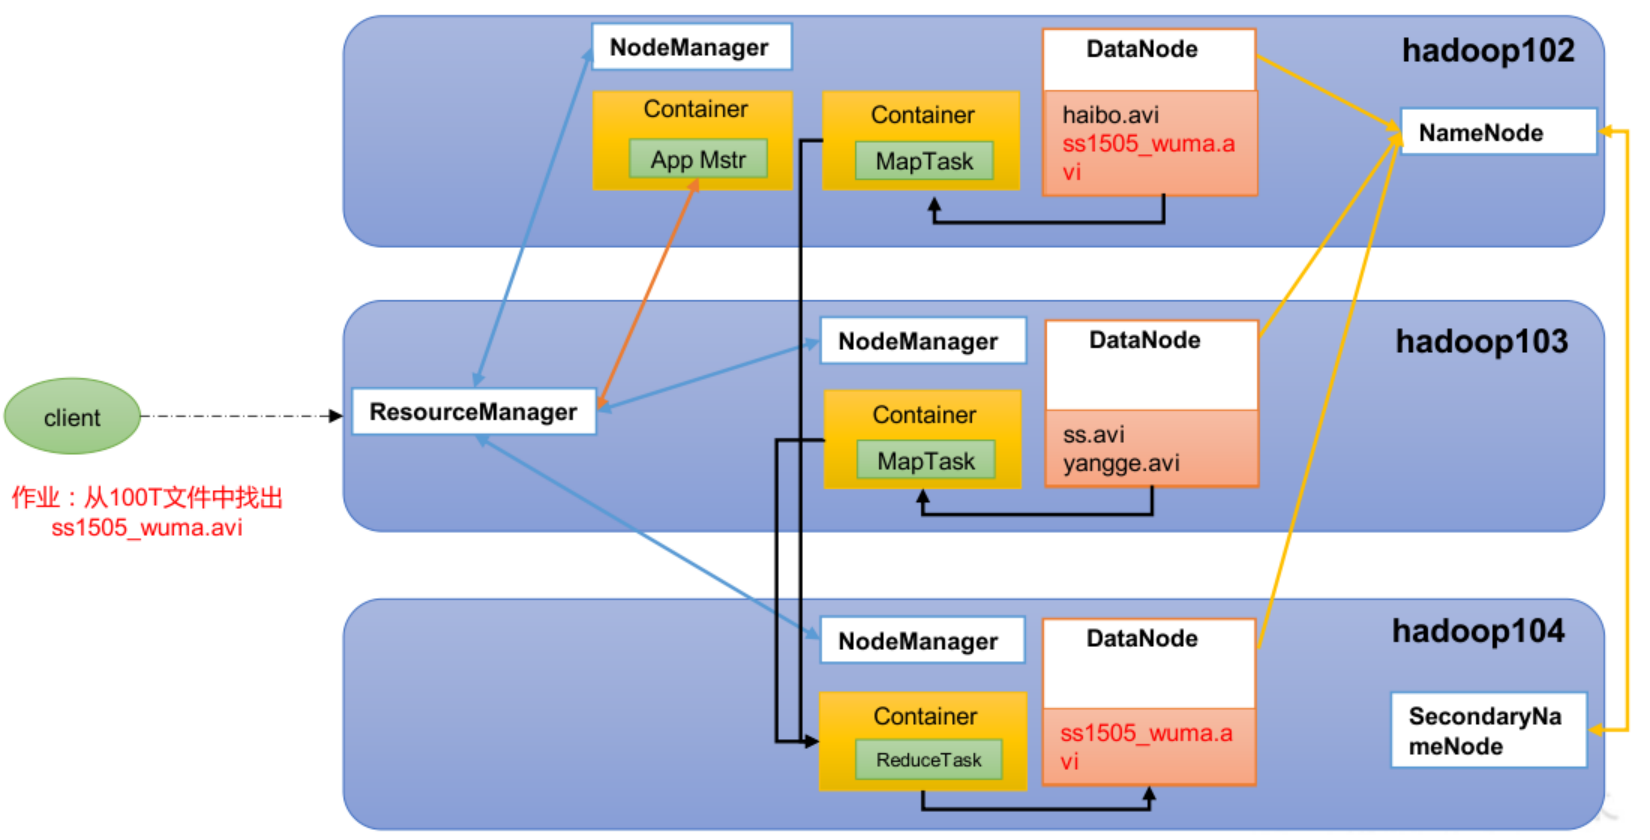 hadoop102
NodeManager
DataNode
Container
App Mstr
Container
MapTask
haibo.avi
ss1505_wuma.a
vi
NameNode
hadoop103
NodeManager
DataNode
client
ResourceManager
Container
MapTask
ss.avi
yangge.avi
作业：从100T文件中找出
ss1505_wuma.avi
hadoop104
NodeManager
DataNode
Container
ReduceTask
ss1505_wuma.a
vi
SecondaryNa
meNode